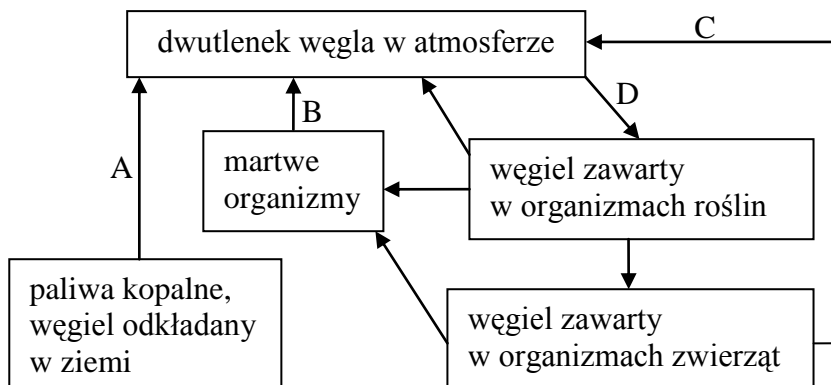 dwutlenek węgla w atmosferze
C
D
B
A
martwe
organizmy
węgiel zawarty
w organizmach roślin
paliwa kopalne,
węgiel odkładany
w ziemi
węgiel zawarty
w organizmach zwierząt